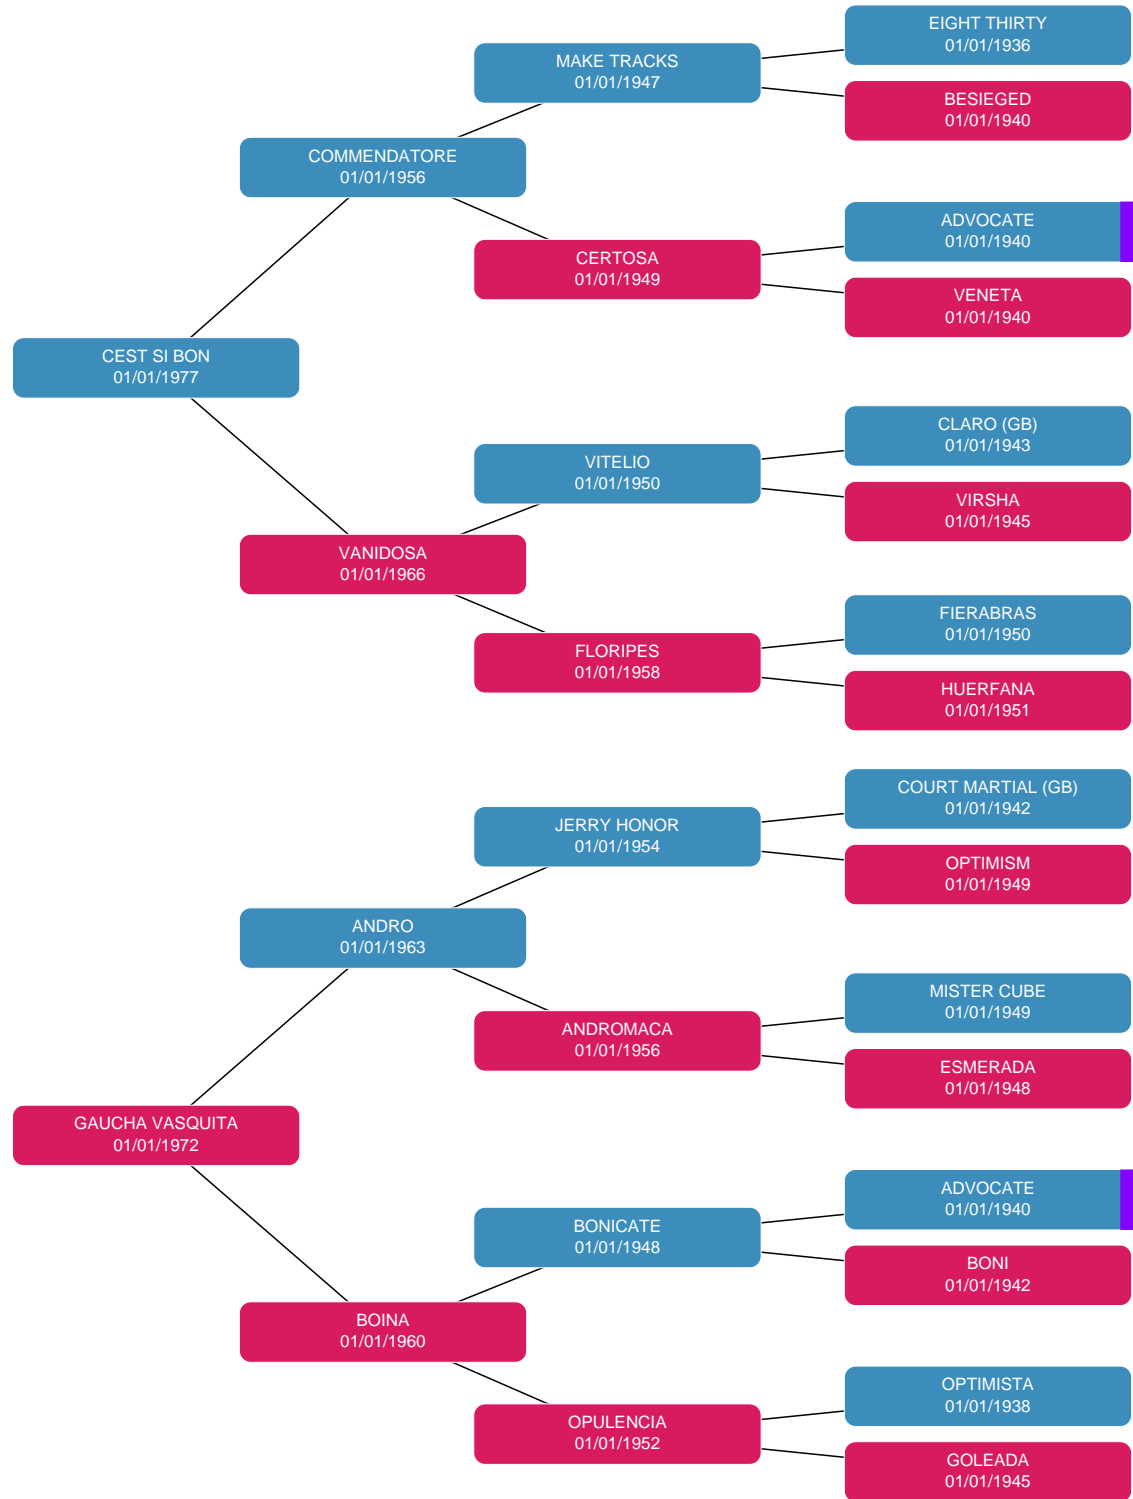 EIGHT THIRTY
01/01/1936
MAKE TRACKS
01/01/1947
BESIEGED
01/01/1940
COMMENDATORE
01/01/1956
ADVOCATE
01/01/1940
CERTOSA
01/01/1949
VENETA
01/01/1940
CEST SI BON
01/01/1977
CLARO (GB)
01/01/1943
VITELIO
01/01/1950
VIRSHA
01/01/1945
VANIDOSA
01/01/1966
FIERABRAS
01/01/1950
FLORIPES
01/01/1958
HUERFANA
01/01/1951
COURT MARTIAL (GB)
01/01/1942
JERRY HONOR
01/01/1954
OPTIMISM
01/01/1949
ANDRO
01/01/1963
MISTER CUBE
01/01/1949
ANDROMACA
01/01/1956
ESMERADA
01/01/1948
GAUCHA VASQUITA
01/01/1972
ADVOCATE
01/01/1940
BONICATE
01/01/1948
BONI
01/01/1942
BOINA
01/01/1960
OPTIMISTA
01/01/1938
OPULENCIA
01/01/1952
GOLEADA
01/01/1945